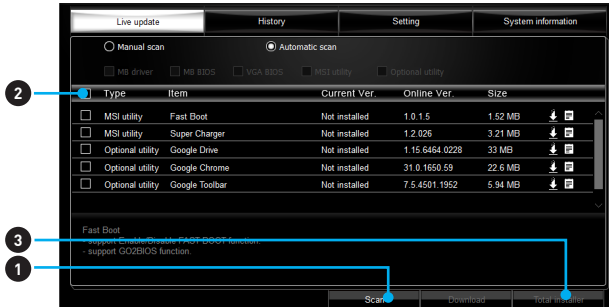 Live update History Setting System information
Manual scan Automatic scan
MB driver MB BIOS VGA BIOS MSI utility Optional utility
2
Type Item Current Ver. Online Ver. Size
MSI utility Fast Boot Not installed 1.0.1.5 1.52 MB
MSI utility Super Charger Not installed 1.2.026 3.21 MB
Optional utility Google Drive Not installed 1.15.6464.0228 33 MB
Optional utility Google Chrome Not installed 31.0.1650.59 22.6 MB
Optional utility Google Toolbar Not installed 7.5.4501.1952 5.94 MB
Fast Boot
- support Enable/Disable FAST BOOT function.
- support GO2BIOS function.
3
1
Scan Download Total installer